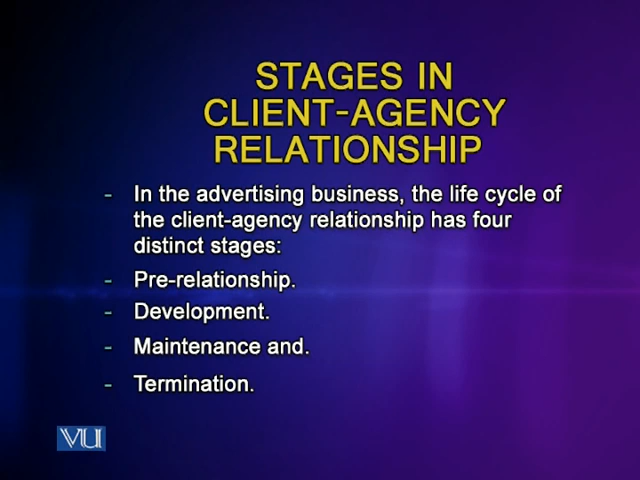 STAGES IN
CLIENT-AGENCY
RELATIONSHIP
- In the advertising business, the life cycle of
the client-agency relationship has four
distinct stages:
- Pre-relationship.
- Development.
- Maintenance and.
- Termination.
VU